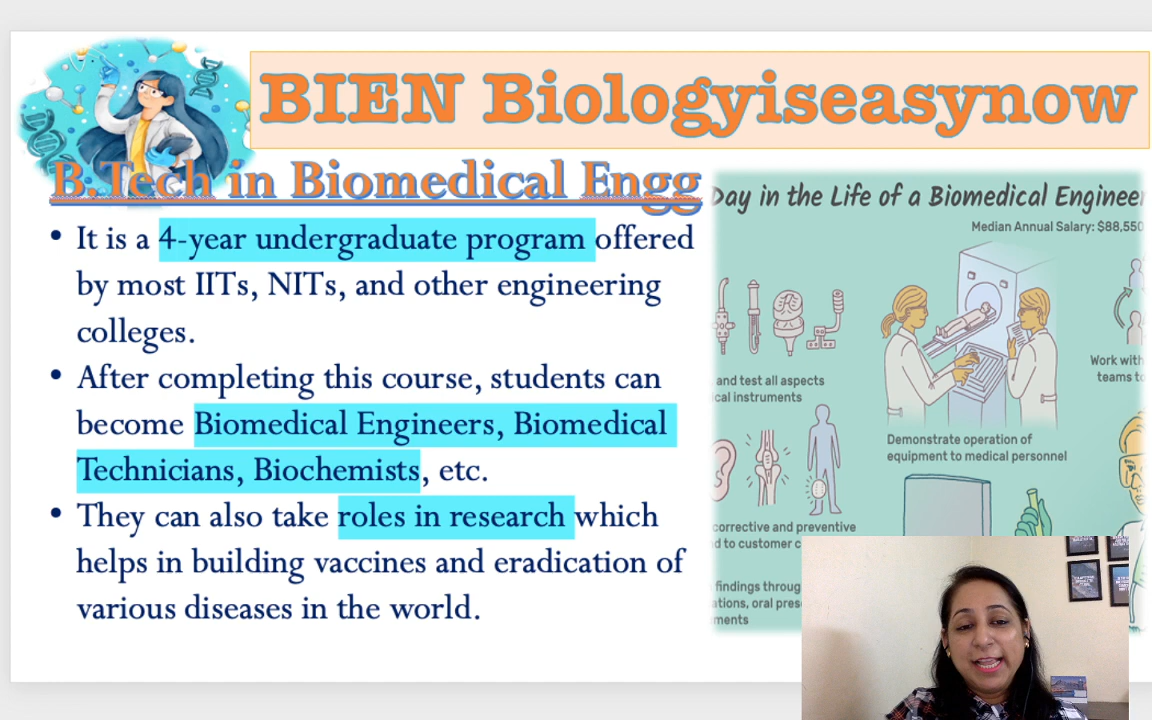 BIEN Biologyiseasynow
B.Tech in Biomedical Engg
• It is a 4-year undergraduate program offered
by most IITs, NITs, and other engineering
colleges.
• After completing this course, students can
become Biomedical Engineers, Biomedical
Technicians, Biochemists, etc.
• They can also take roles in research which
helps in building vaccines and eradication of
various diseases in the world.
Day in the Life of a Biomedical Engineer
Median Annual Salary: $88,550
and test all aspects
ical instruments
Demonstrate operation of
equipment to medical personnel
Work with
teams to
corrective and preventive
d to customer c
findings throug
ations, oral pres
ments